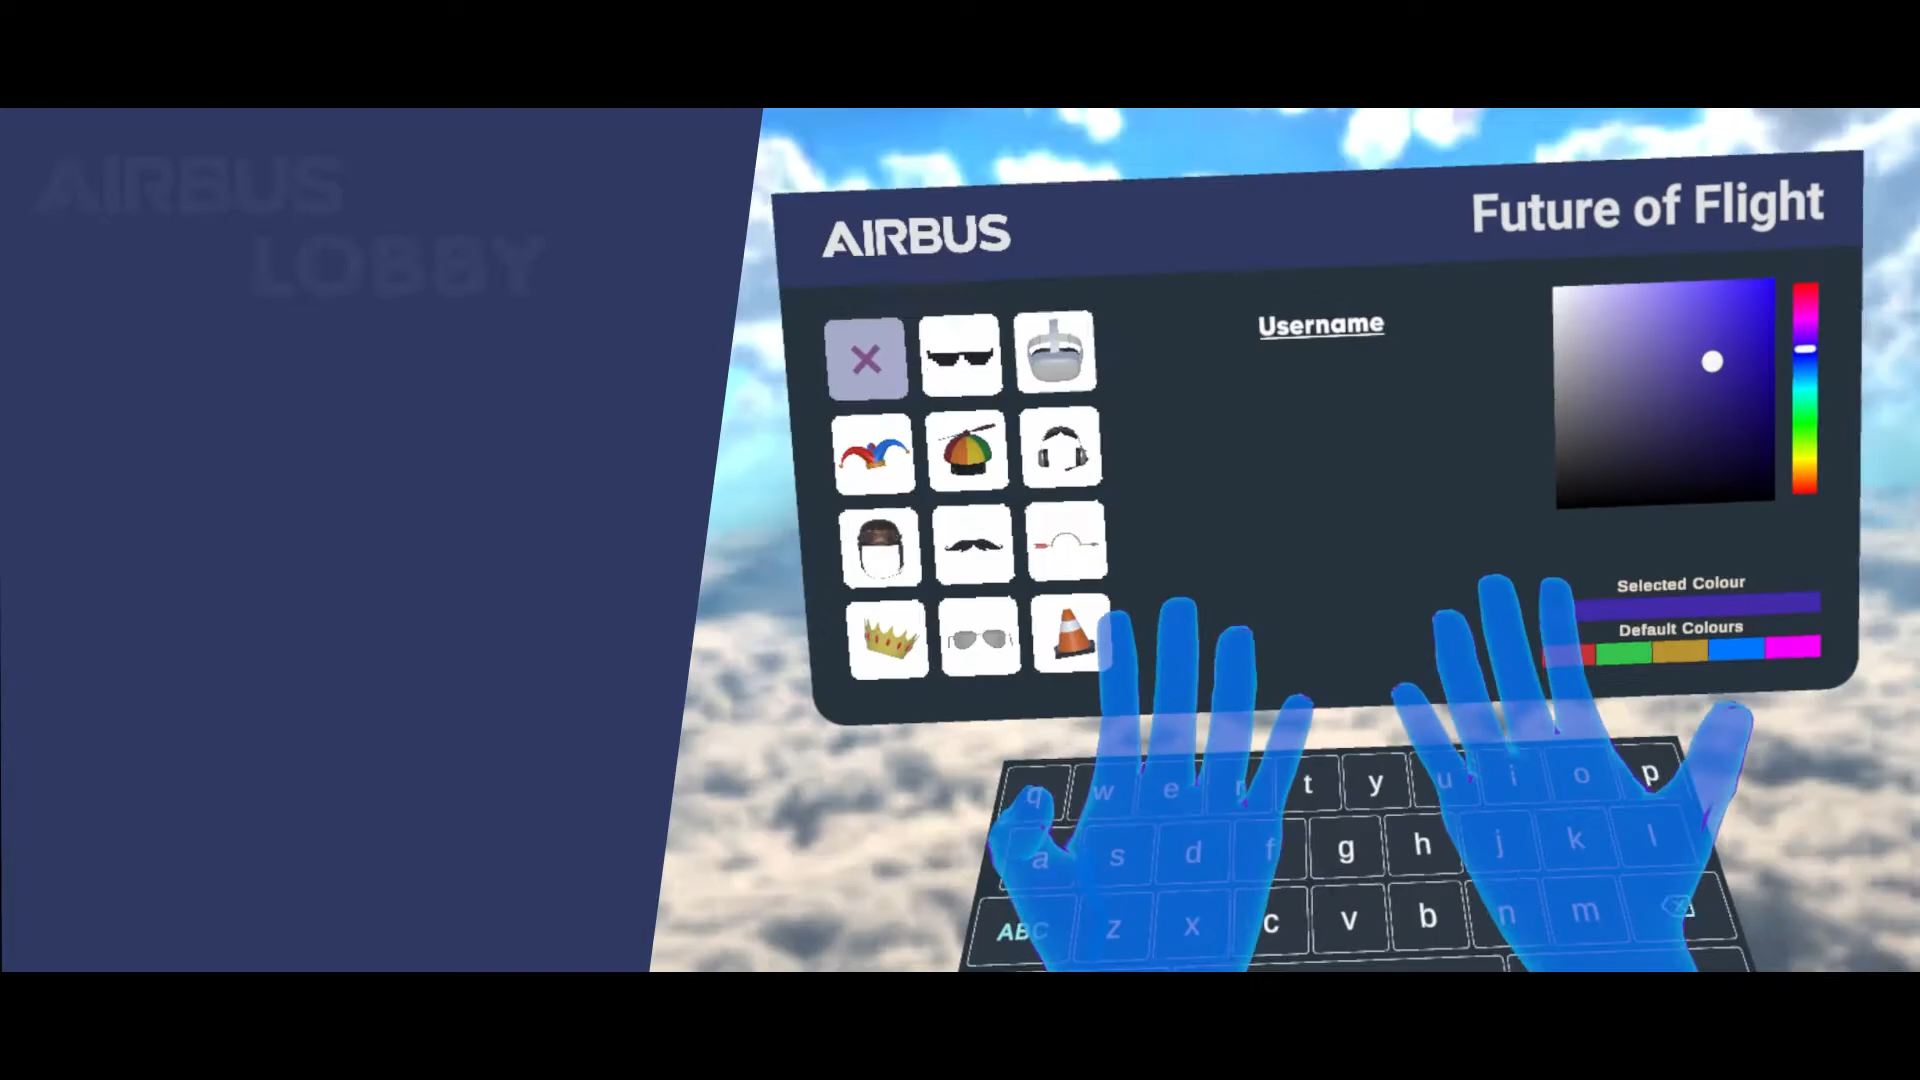 AIRBUS
LOBBY
AIRBUS
Future of Flight
Username
Selected Colour
Default Colours
q w e r t y u i o p
a s d f g h j k l
ABC z x c v b n m